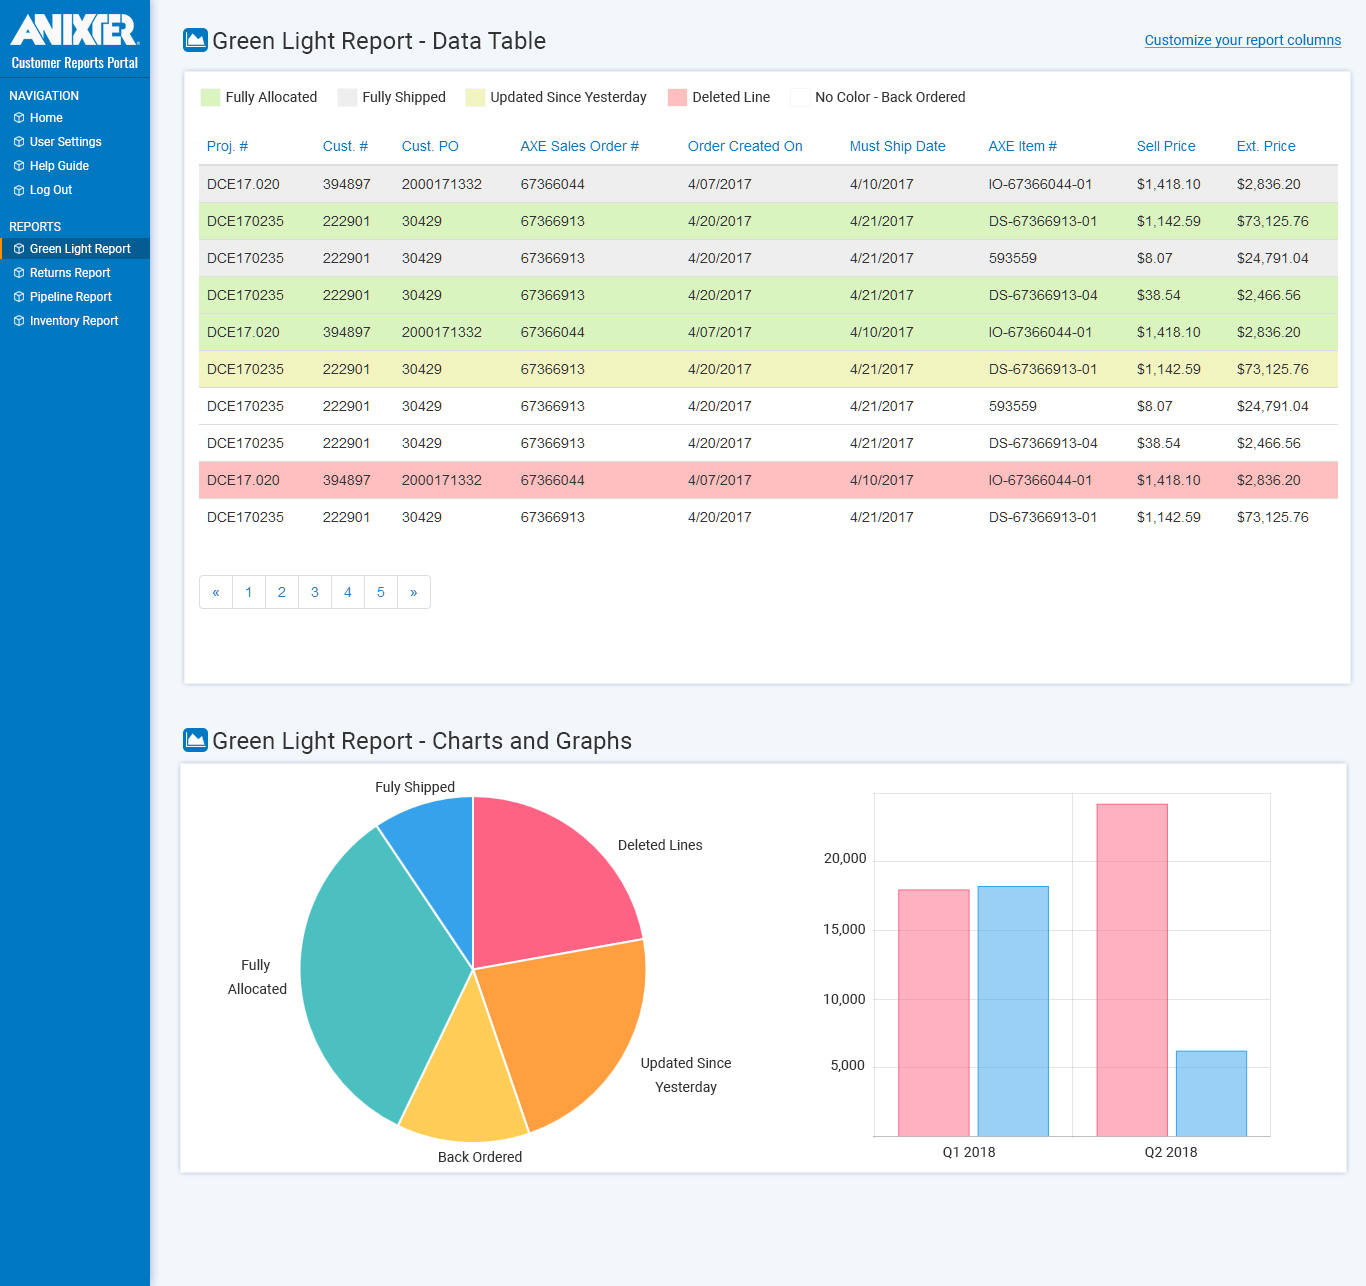 ANIXTER
Customer Reports Portal
NAVIGATION
Home
User Settings
Help Guide
Log Out
REPORTS
Green Light Report
Returns Report
Pipeline Report
Inventory Report
Green Light Report - Data Table
Customize your report columns
Fully Allocated Fully Shipped Updated Since Yesterday Deleted Line No Color - Back Ordered
Proj. # Cust. # Cust. PO AXE Sales Order # Order Created On Must Ship Date AXE Item # Sell Price Ext. Price
DCE17.020 394897 2000171332 67366044 4/07/2017 4/10/2017 IO-67366044-01 $1,418.10 $2,836.20
DCE170235 222901 30429 67366913 4/20/2017 4/21/2017 DS-67366913-01 $1,142.59 $73,125.76
DCE170235 222901 30429 67366913 4/20/2017 4/21/2017 593559 $8.07 $24,791.04
DCE170235 222901 30429 67366913 4/20/2017 4/21/2017 DS-67366913-04 $38.54 $2,466.56
DCE17.020 394897 2000171332 67366044 4/07/2017 4/10/2017 IO-67366044-01 $1,418.10 $2,836.20
DCE170235 222901 30429 67366913 4/20/2017 4/21/2017 DS-67366913-01 $1,142.59 $73,125.76
DCE170235 222901 30429 67366913 4/20/2017 4/21/2017 593559 $8.07 $24,791.04
DCE170235 222901 30429 67366913 4/20/2017 4/21/2017 DS-67366913-04 $38.54 $2,466.56
DCE17.020 394897 2000171332 67366044 4/07/2017 4/10/2017 IO-67366044-01 $1,418.10 $2,836.20
DCE170235 222901 30429 67366913 4/20/2017 4/21/2017 DS-67366913-01 $1,142.59 $73,125.76
« 1 2 3 4 5 »
Green Light Report - Charts and Graphs
Fuly Shipped
Deleted Lines
Fully
Allocated
Updated Since
Yesterday
Back Ordered
20,000
15,000
10,000
5,000
Q1 2018 Q2 2018